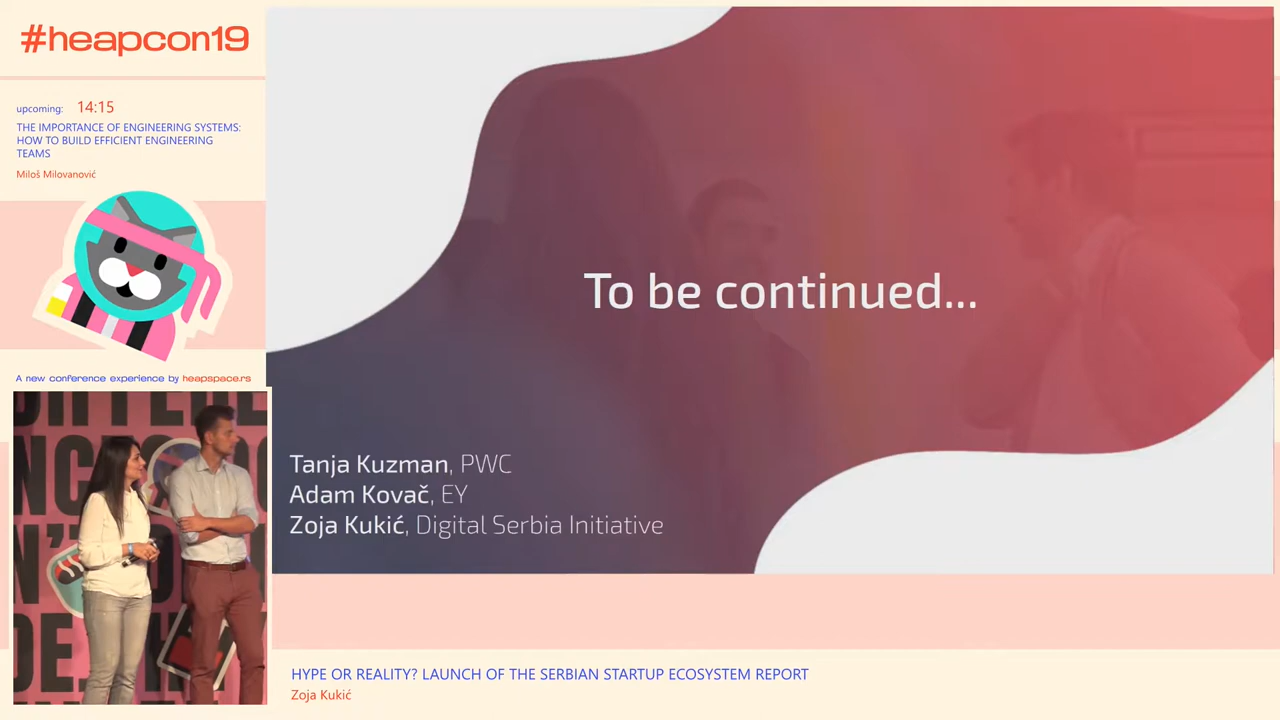 #heapcon19
upcoming: 14:15
THE IMPORTANCE OF ENGINEERING SYSTEMS:
HOW TO BUILD EFFICIENT ENGINEERING
TEAMS
Miloš Milovanović
A new conference experience by heapspace.rs
To be continued...
Tanja Kuzman, PWC
Adam Kovač, EY
Zoja Kukić, Digital Serbia Initiative
HYPE OR REALITY? LAUNCH OF THE SERBIAN STARTUP ECOSYSTEM REPORT
Zoja Kukić